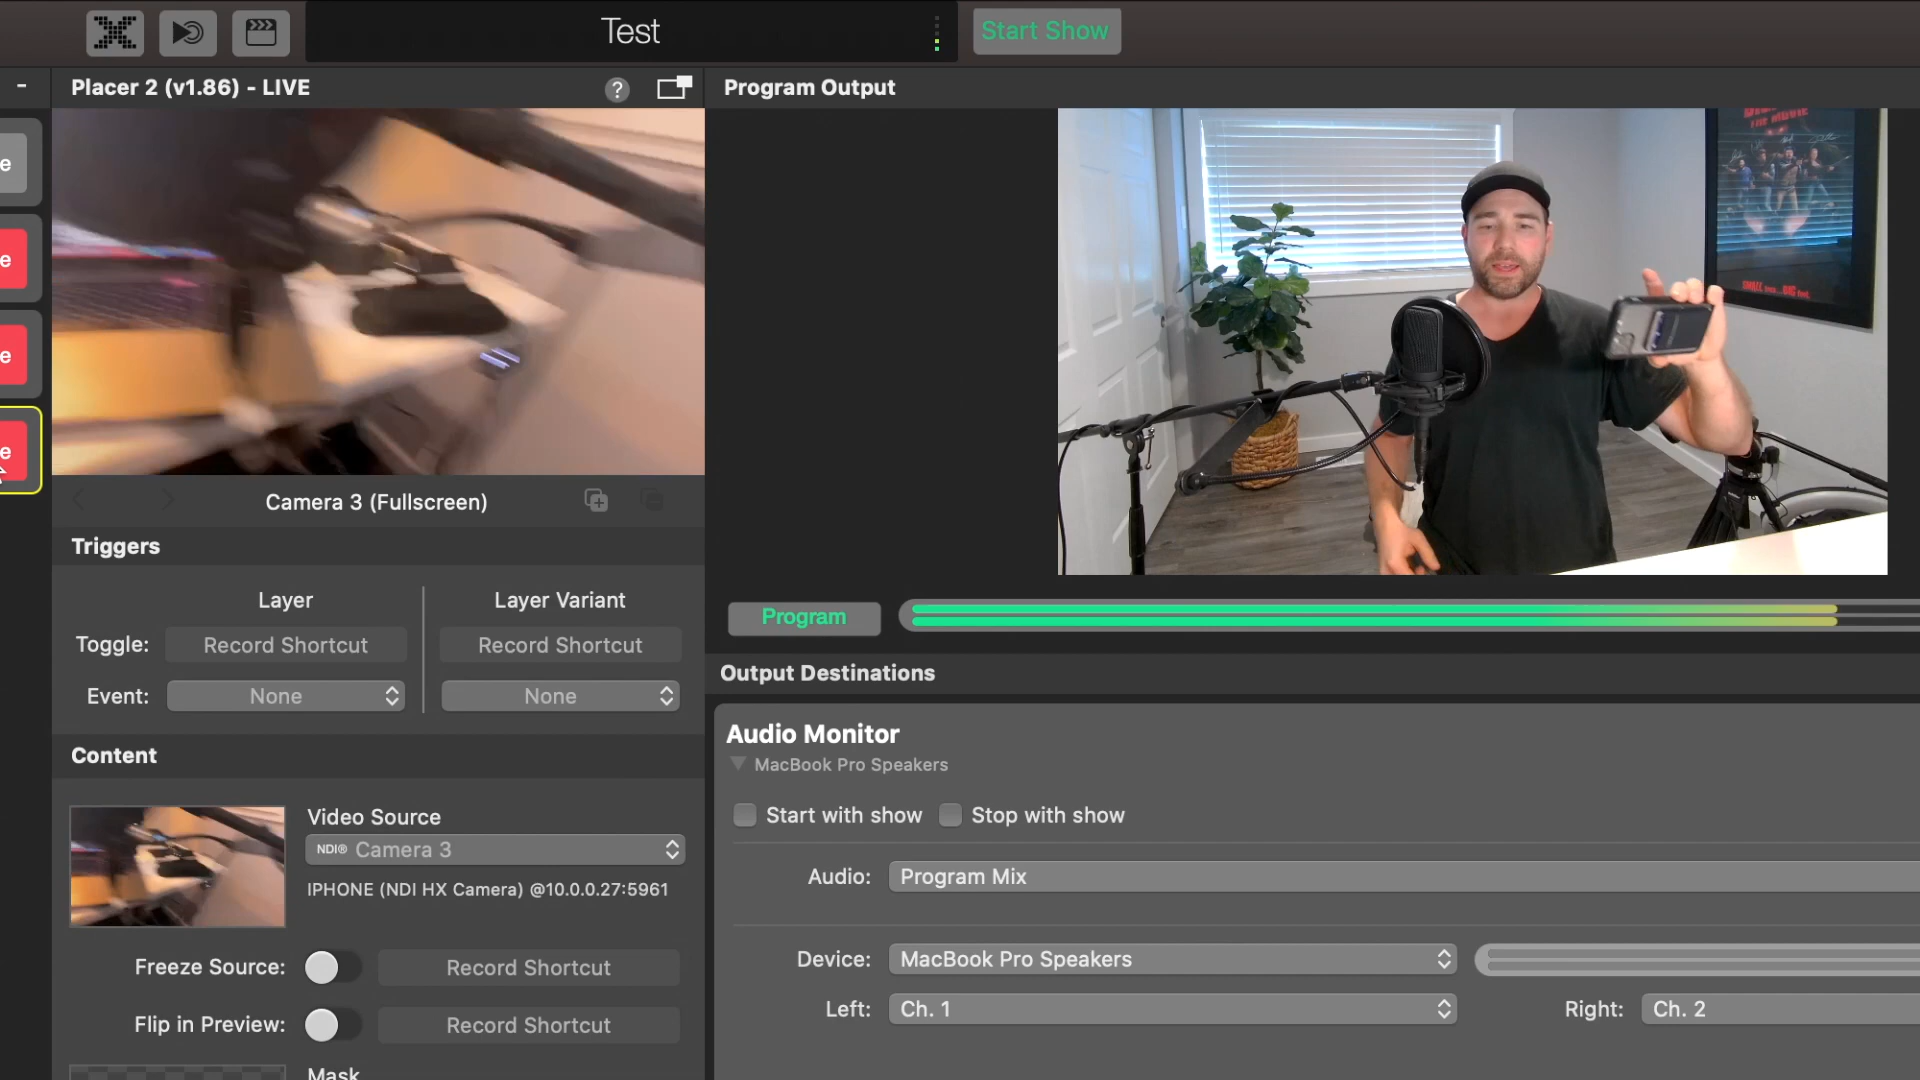 Test
Start Show
-
Placer 2 (v1.86) - LIVE
?
Program Output
e
e
e
e
Camera 3 (Fullscreen)
Triggers
Layer
Layer Variant
Toggle:
Record Shortcut
Record Shortcut
Event:
None
None
Program
Output Destinations
Audio Monitor
MacBook Pro Speakers
Start with show
Stop with show
Content
Video Source
NDI® Camera 3
IPHONE (NDI HX Camera) @10.0.0.27:5961
Audio:
Program Mix
Freeze Source:
Record Shortcut
Device:
MacBook Pro Speakers
Flip in Preview:
Record Shortcut
Left:
Ch. 1
Right:
Ch. 2
Mask